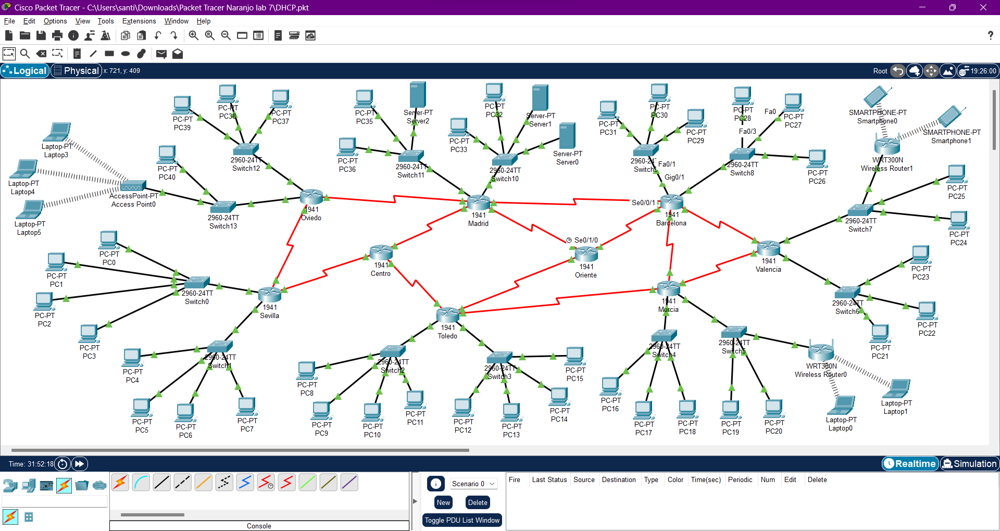 Cisco Packet Tracer - C:\Users\santi\Downloads\Packet Tracer Naranjo lab 7\DHCP.pkt
File Edit Options View Tools Extensions Window Help
Logical Physical x: 721, y: 409 Root 19:26:00
PC-PT
PC39
PC-PT
PC38
PC-PT
PC37
PC-PT
PC35
Server-PT
Server2
PC-PT
PC32
Server-PT
Server1
PC-PT
PC31
PC-PT
PC30
PC-PT
PC29
PC-PT
PC28
Fa0
PC-PT
PC27
Fa0/3
SMARTPHONE-PT
Smartphone0
SMARTPHONE-PT
Smartphone1
Laptop-PT
Laptop3
PC-PT
PC40
2960-24TT
Switch12
PC-PT
PC36
2960-24TT
Switch11
PC-PT
PC33
2960-24TT
Switch10
Server-PT
Server0
2960-24T
Switch
Fa0/1
Gig0/1
2960-24TT
Switch8
PC-PT
PC26
WRT300N
Wireless Router1
Laptop-PT
Laptop4
AccessPoint-PT
Access Point0
PC-PT
PC25
Laptop-PT
Laptop5
2960-24TT
Switch13
1941
Oviedo
1941
Madrid
Se0/0/1
1941
Barcelona
2960-24TT
Switch7
PC-PT
PC24
PC-PT
PC0
1941
Centro
Se0/1/0
1941
Oriente
1941
Valencia
PC-PT
PC1
PC-PT
PC23
2960-24TT
Switch0
1941
Sevilla
1941
Murcia
2960-24TT
Switch6
PC-PT
PC2
PC-PT
PC22
PC-PT
PC3
1941
Toledo
2960-24TT
Switch4
2960-24TT
Switch5
PC-PT
PC21
PC-PT
PC4
2960-24TT
Switch1
2960-24TT
Switch2
2960-24TT
Switch3
PC-PT
PC15
WRT300N
Wireless Router0
PC-PT
PC8
PC-PT
PC16
Laptop-PT
Laptop1
PC-PT
PC5
PC-PT
PC6
PC-PT
PC7
PC-PT
PC9
PC-PT
PC10
PC-PT
PC11
PC-PT
PC12
PC-PT
PC13
PC-PT
PC14
PC-PT
PC17
PC-PT
PC18
PC-PT
PC19
PC-PT
PC20
Laptop-PT
Laptop0
Time: 31:52:18 Realtime Simulation
Scenario 0
New Delete
Toggle PDU List Window
Fire Last Status Source Destination Type Color Time(sec) Periodic Num Edit Delete
Console